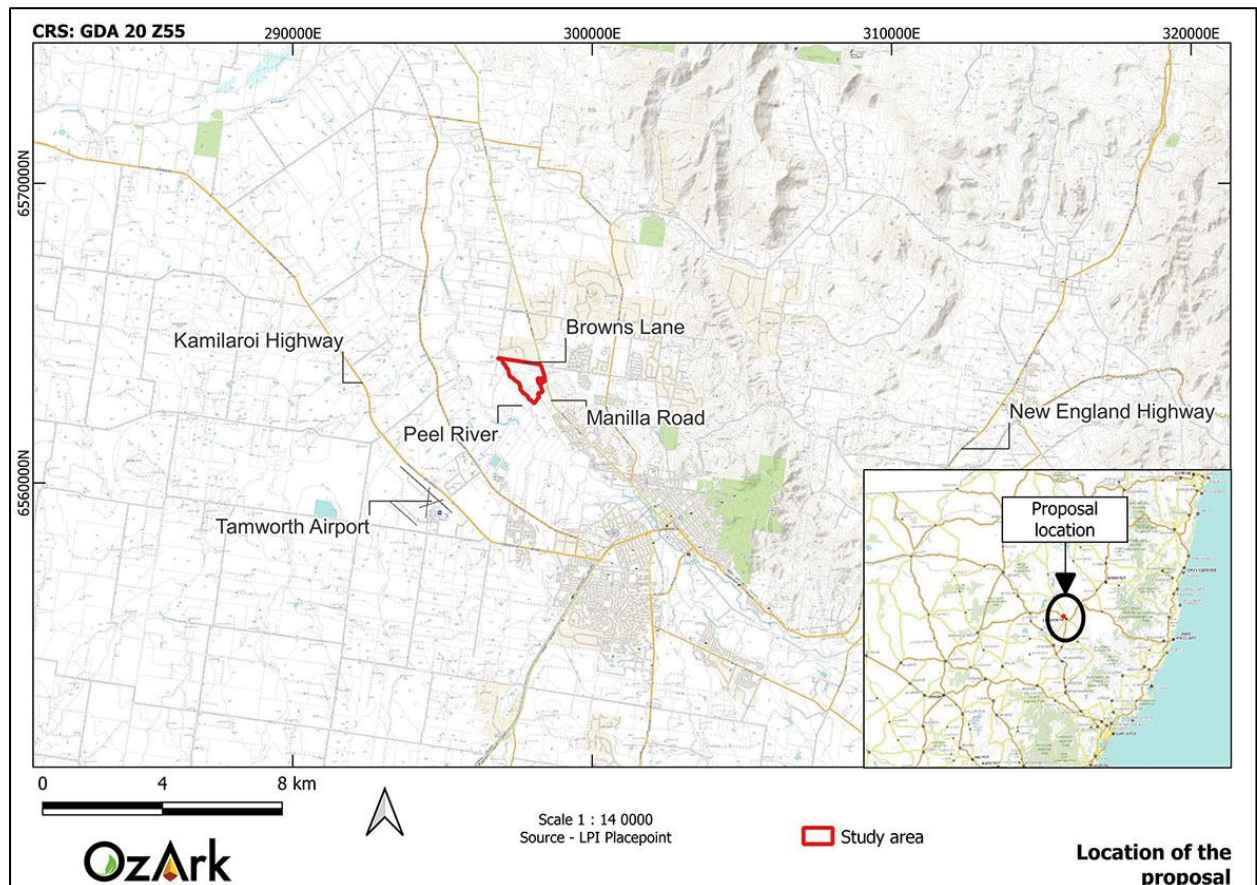 CRS: GDA 20 Z55
290000E
300000E
310000E
320000E
6570000N
6560000N
Browns Lane
Kamilaroi Highway
Manilla Road
New England Highway
Peel River
Tamworth Airport
Proposal
location
0
4
8 km
Scale 1 : 14 0000
Source - LPI Placepoint
Study area
OzArk
Location of the
proposal